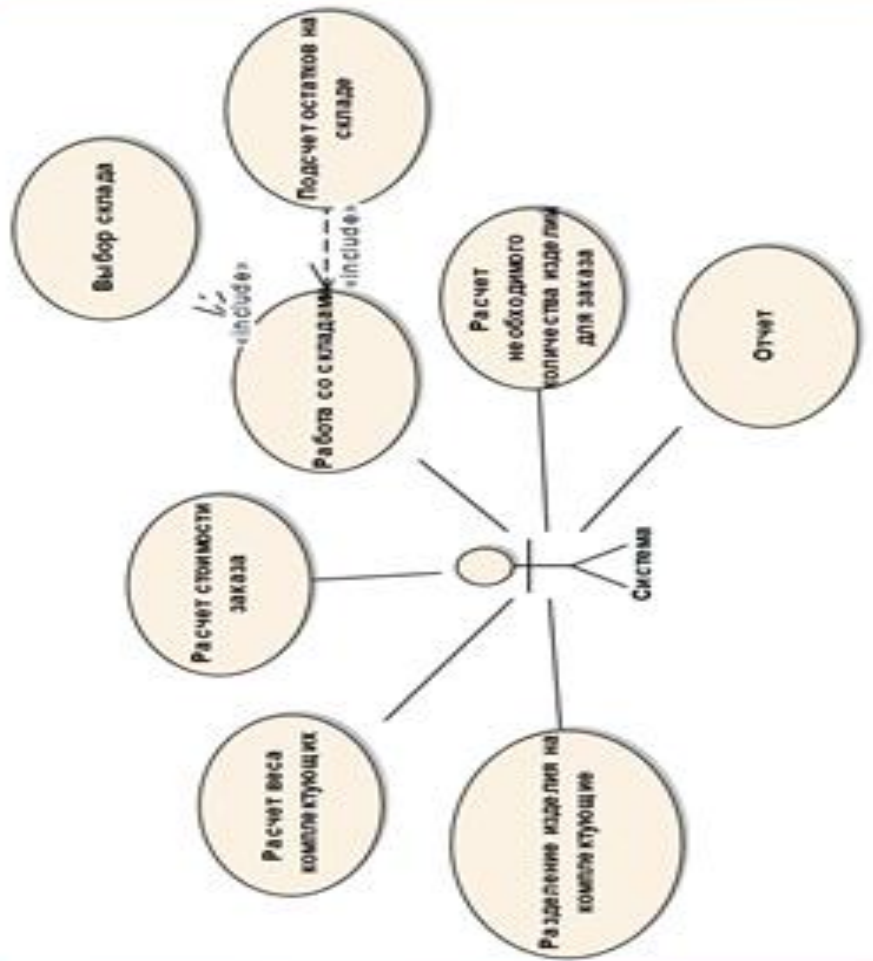 Расчет веса
комплектующих
Расчет стоимости
заказа
Выбор склада
«include»
Работа со складами
«include»
Подсчет остатков на
складе
Разделение изделия на
комплектующие
Система
Расчет
необходимого
количества изделий
для заказа
Отчет